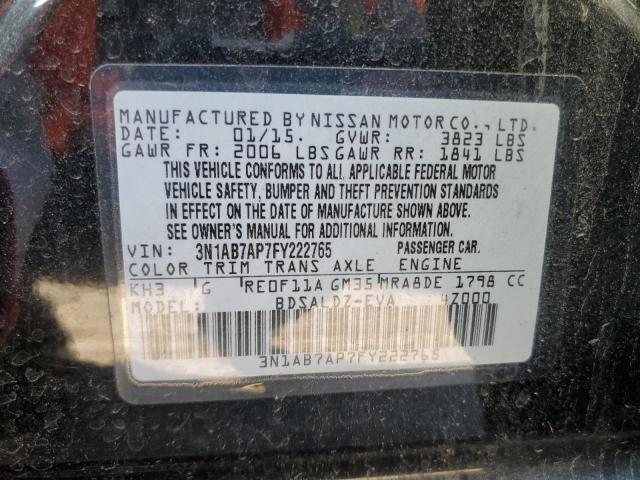 MANUFACTURED BY NISSAN MOTOR CO., LTD.
DATE: 01/15. GVWR: 3823 LBS
GAWR FR: 2006 LBS GAWR RR: 1841 LBS
THIS VEHICLE CONFORMS TO ALL APPLICABLE FEDERAL MOTOR
VEHICLE SAFETY, BUMPER AND THEFT PREVENTION STANDARDS
IN EFFECT ON THE DATE OF MANUFACTURE SHOWN ABOVE.
SEE OWNER'S MANUAL FOR ADDITIONAL INFORMATION.
VIN: 3N1AB7AP7FY222765 PASSENGER CAR.
COLOR TRIM TRANS AXLE ENGINE
KH3 G RE0F11A GM35 MRA8DE 1798 CC
MODEL: BDSALDZ-EVA 4Z000
3N1AB7AP7FY222765